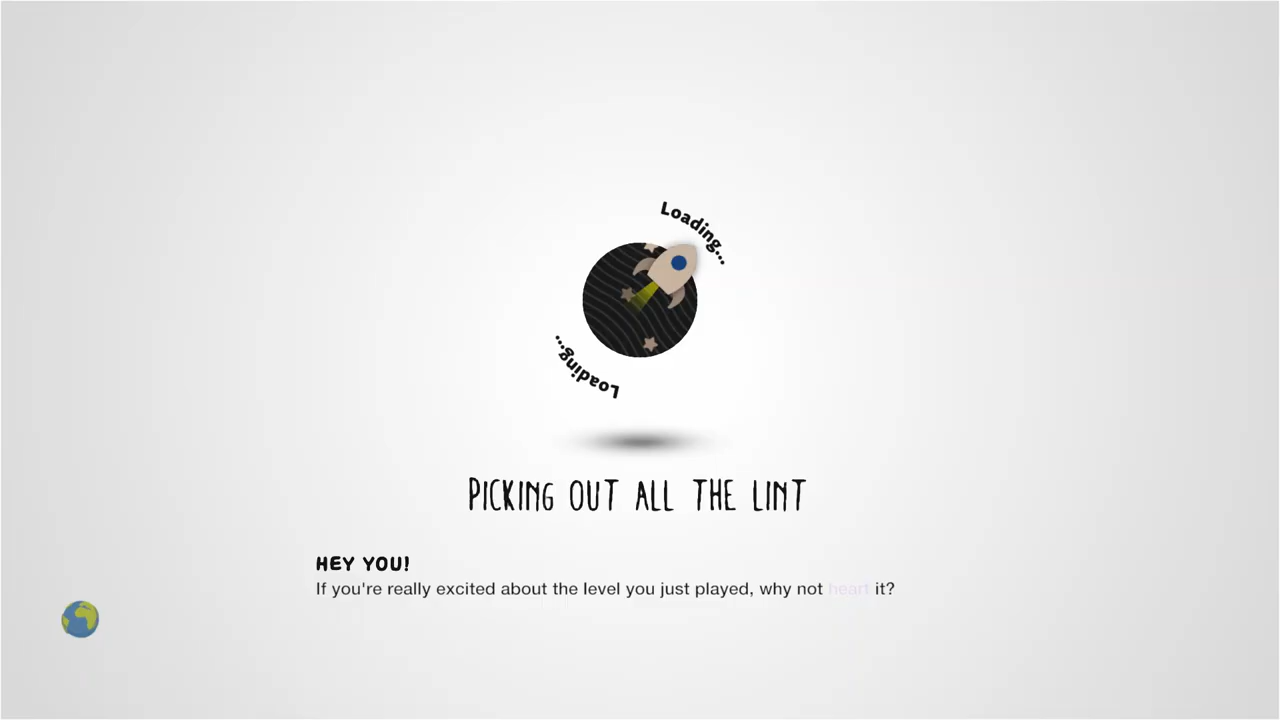 Loading...
Loading...
PICKING OUT ALL THE LINT
HEY YOU!
If you're really excited about the level you just played, why not heart it?